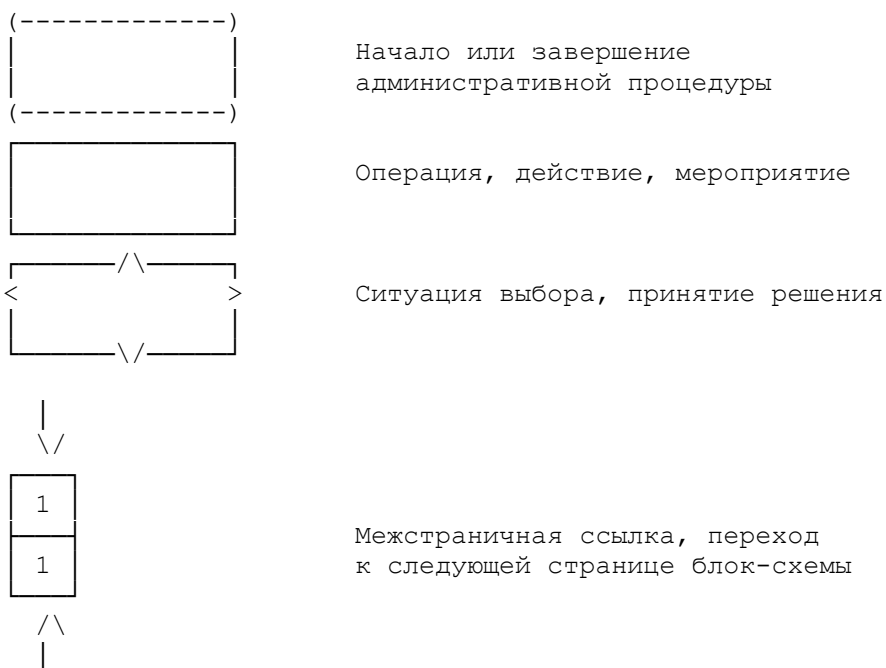 Начало или завершение
административной процедуры
Операция, действие, мероприятие
Ситуация выбора, принятие решения
1
Межстраничная ссылка, переход
1 к следующей странице блок-схемы